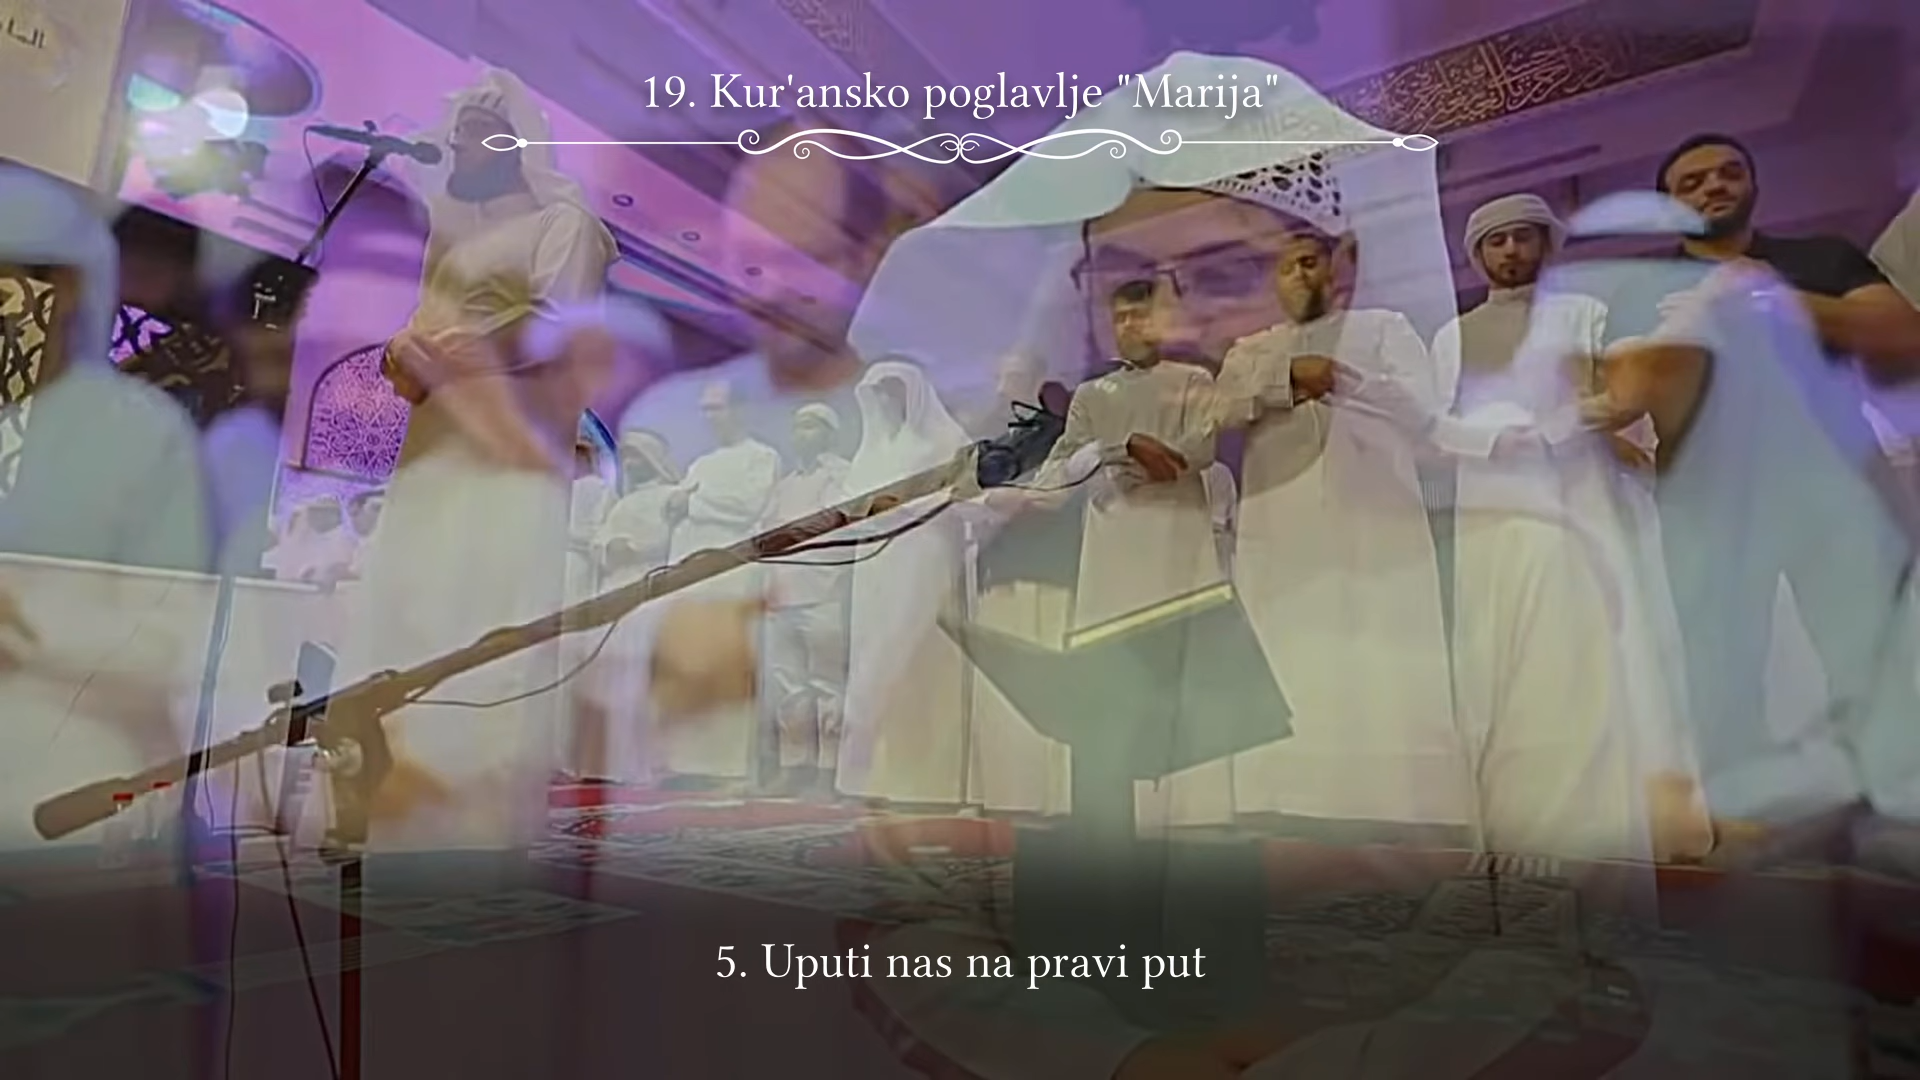 19. Kur'ansko poglavlje "Marija"
5. Uputi nas na pravi put